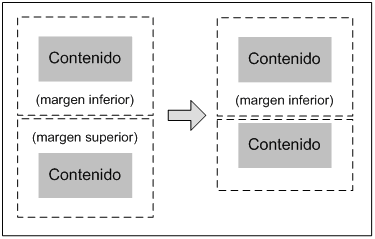 Contenido
(margen inferior)
(margen superior)
Contenido
Contenido
(margen inferior)
Contenido